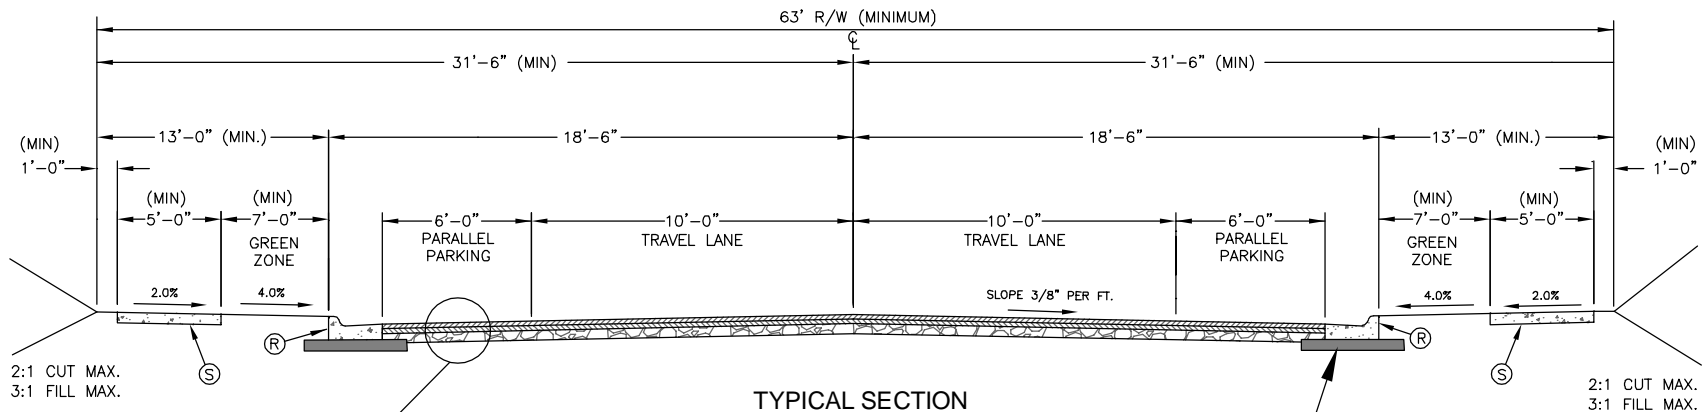 63' R/W (MINIMUM)
℄
31'-6" (MIN)
31'-6" (MIN)
(MIN)
1'-0"
13'-0" (MIN.)
18'-6"
18'-6"
13'-0" (MIN.)
(MIN)
1'-0"
(MIN)
5'-0"
(MIN)
7'-0"
GREEN
ZONE
6'-0"
PARALLEL
PARKING
10'-0"
TRAVEL LANE
10'-0"
TRAVEL LANE
6'-0"
PARALLEL
PARKING
(MIN)
7'-0"
GREEN
ZONE
(MIN)
5'-0"
2.0%
4.0%
SLOPE 3/8" PER FT.
4.0%
2.0%
R
S
R
S
2:1 CUT MAX.
3:1 FILL MAX.
TYPICAL SECTION
2:1 CUT MAX.
3:1 FILL MAX.